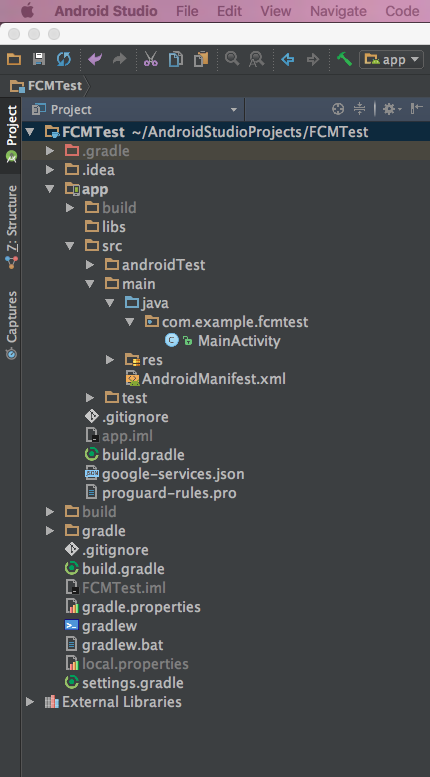 Android Studio File Edit View Navigate Code
app
FCMTest
Project
Project
Z: Structure
Captures
FCMTest ~/AndroidStudioProjects/FCMTest
.gradle
.idea
app
build
libs
src
androidTest
main
java
com.example.fcmtest
C MainActivity
res
AndroidManifest.xml
test
.gitignore
app.iml
build.gradle
JSON google-services.json
proguard-rules.pro
build
gradle
.gitignore
build.gradle
FCMTest.iml
gradle.properties
gradlew
gradlew.bat
local.properties
settings.gradle
External Libraries